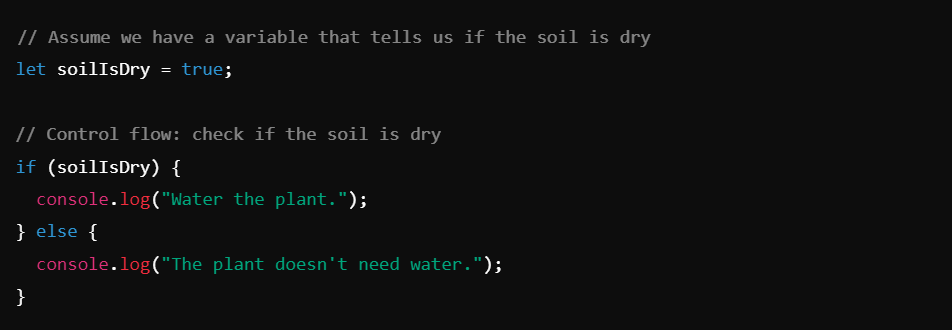 // Assume we have a variable that tells us if the soil is dry
let soilIsDry = true;
// Control flow: check if the soil is dry
if (soilIsDry) {
  console.log("Water the plant.");
} else {
  console.log("The plant doesn't need water.");
}